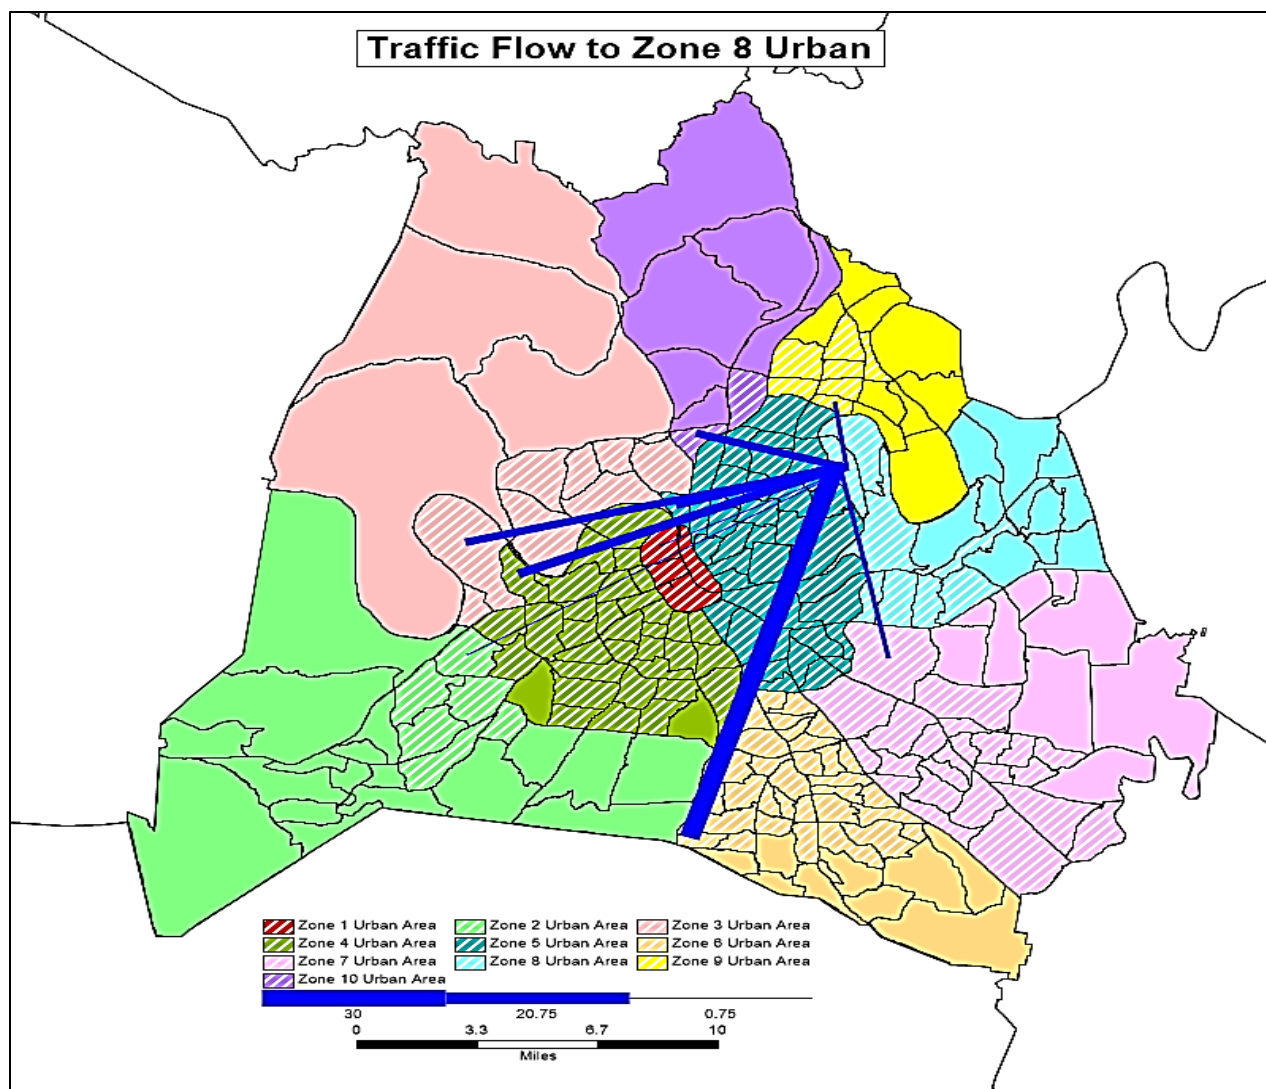 Traffic Flow to Zone 8 Urban
Zone 1 Urban Area Zone 2 Urban Area Zone 3 Urban Area
Zone 4 Urban Area Zone 5 Urban Area Zone 6 Urban Area
Zone 7 Urban Area Zone 8 Urban Area Zone 9 Urban Area
Zone 10 Urban Area
30 20.75 0.75
0 3.3 6.7 10
Miles